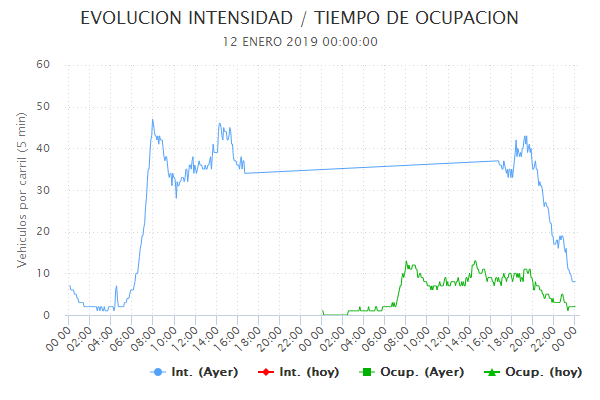 EVOLUCION INTENSIDAD / TIEMPO DE OCUPACION
12 ENERO 2019 00:00:00
Vehiculos por carril (5 min)
60
50
40
30
20
10
0
00:00 02:00 04:00 06:00 08:00 10:00 12:00 14:00 16:00 18:00 20:00 22:00 00:00 02:00 04:00 06:00 08:00 10:00 12:00 14:00 16:00 18:00 20:00 22:00 00:00
Int. (Ayer) Int. (hoy) Ocup. (Ayer) Ocup. (hoy)